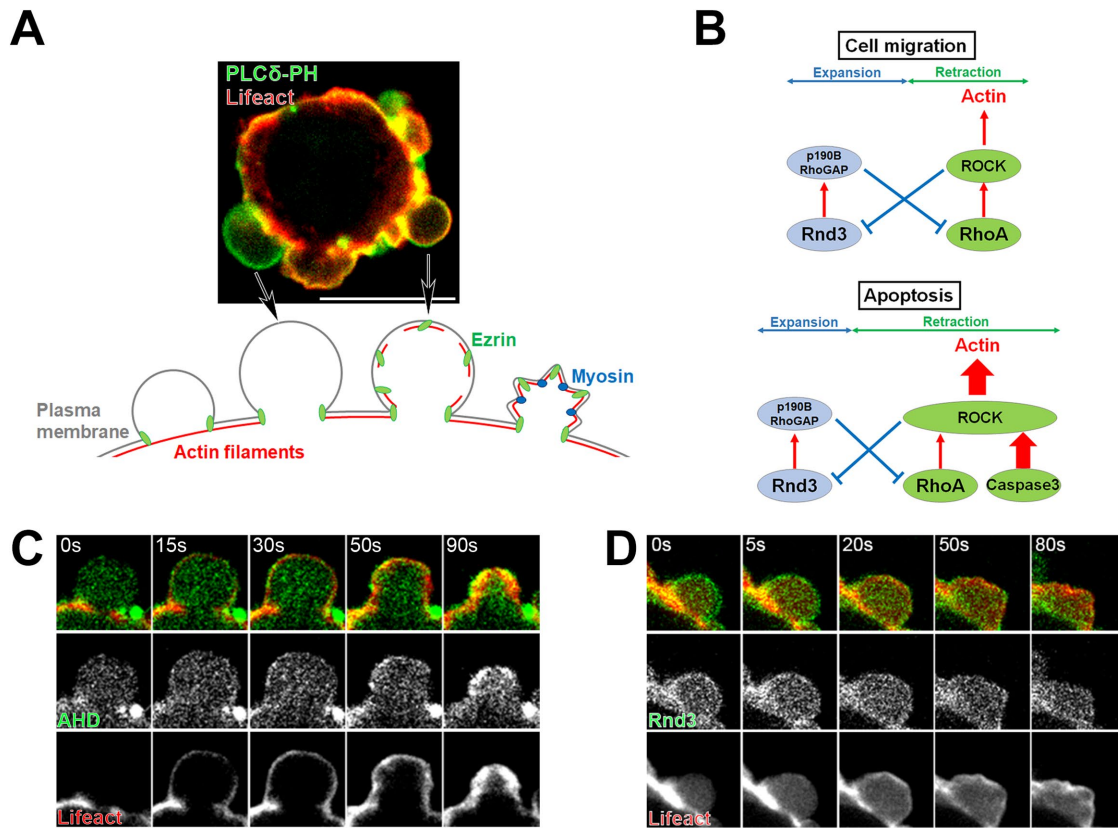 A
PLCδ-PH
Lifeact
Ezrin
Myosin
Plasma
membrane
Actin filaments
B
Cell migration
Expansion
Retraction
Actin
p190B
RhoGAP
ROCK
Rnd3
RhoA
Apoptosis
Expansion
Retraction
Actin
p190B
RhoGAP
ROCK
Rnd3
RhoA
Caspase3
C
0s
15s
30s
50s
90s
AHD
Lifeact
D
0s
5s
20s
50s
80s
Rnd3
Lifeact